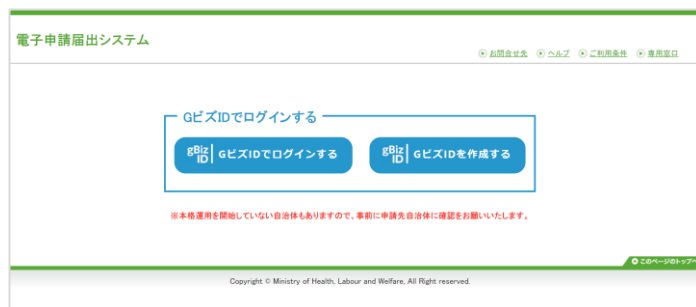 電子申請届出システム
お問合せ先 ヘルプ ご利用条件 専用窓口
GビズIDでログインする
gBiz ID GビズIDでログインする gBiz ID GビズIDを作成する
※本格運用を開始していない自治体もありますので、事前に申請先自治体に確認をお願いいたします。
このページのトップへ
Copyright © Ministry of Health, Labour and Welfare, All Right reserved.